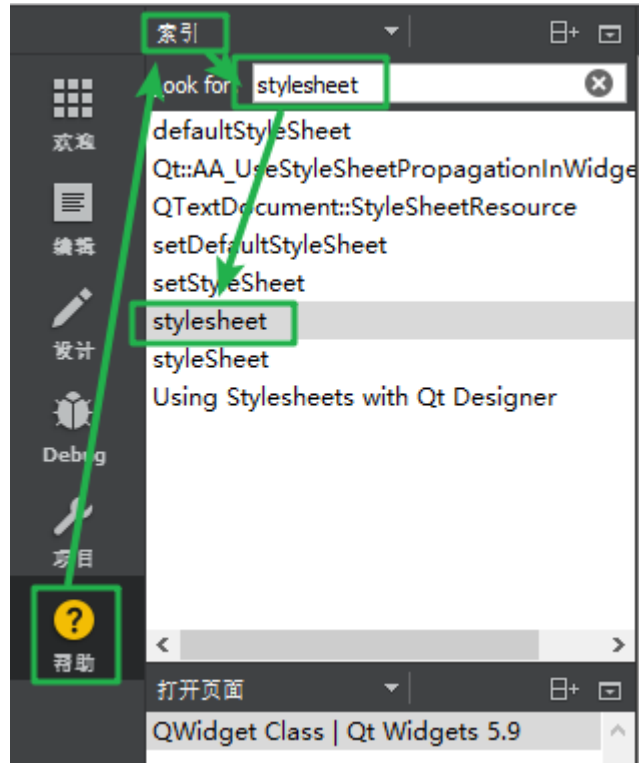 索引
Look for: stylesheet
欢迎
编辑
设计
Debug
项目
帮助
defaultStyleSheet
Qt::AA_UseStyleSheetPropagationInWidge
QTextDocument::StyleSheetResource
setDefaultStyleSheet
setStyleSheet
stylesheet
styleSheet
Using Stylesheets with Qt Designer
打开页面
QWidget Class | Qt Widgets 5.9